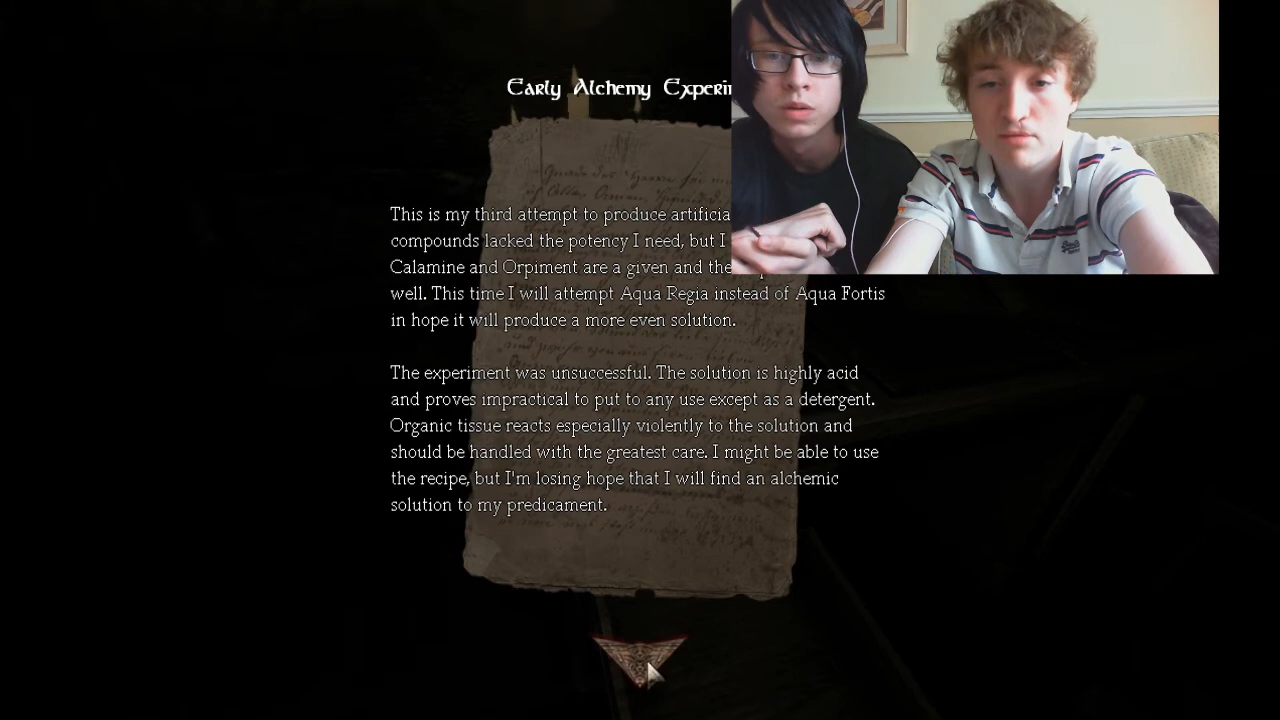 Early Alchemy
This is my third attempt to produce
compounds lacked the potency I need, but I
Calamine and Orpiment are a given and
well. This time I will attempt Aqua Regia instead of Aqua Fortis
in hope it will produce a more even solution.
The experiment was unsuccessful. The solution is highly acid
and proves impractical to put to any use except as a detergent.
Organic tissue reacts especially violently to the solution and
should be handled with the greatest care. I might be able to use
the recipe, but I'm losing hope that I will find an alchemic
solution to my predicament.